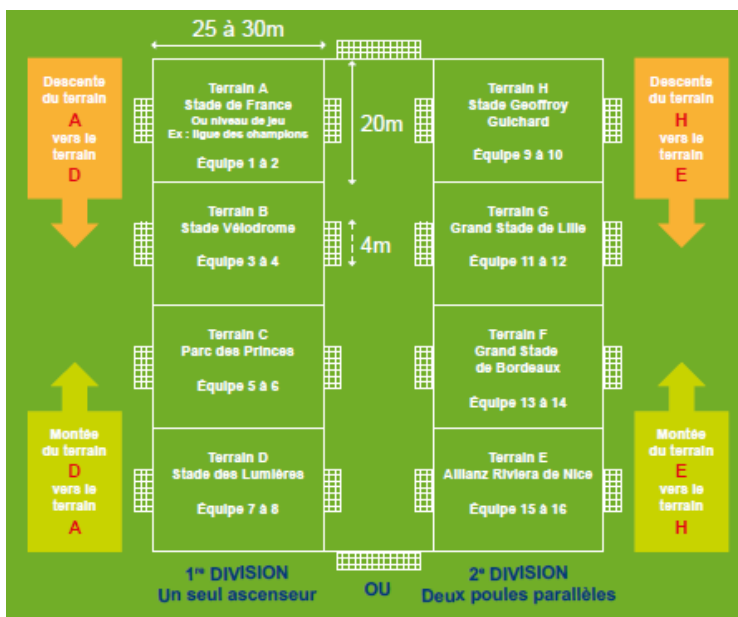 25 à 30m
Descente
du terrain
A
vers le
terrain
D
Terrain A
Stade de France
Ou niveau de jeu
Ex : ligue des champions
Équipe 1 à 2
20m
Terrain H
Stade Geoffroy
Guichard
Équipe 9 à 10
Descente
du terrain
H
vers le
terrain
E
Terrain B
Stade Vélodrome
Équipe 3 à 4
4m
Terrain G
Grand Stade de Lille
Équipe 11 à 12
Terrain C
Parc des Princes
Équipe 5 à 6
Terrain F
Grand Stade
de Bordeaux
Équipe 13 à 14
Montée
du terrain
D
vers le
terrain
A
Terrain D
Stade des Lumières
Équipe 7 à 8
Terrain E
Allianz Riviera de Nice
Équipe 15 à 16
Montée
du terrain
E
vers le
terrain
H
1re DIVISION
Un seul ascenseur
OU
2e DIVISION
Deux poules parallèles